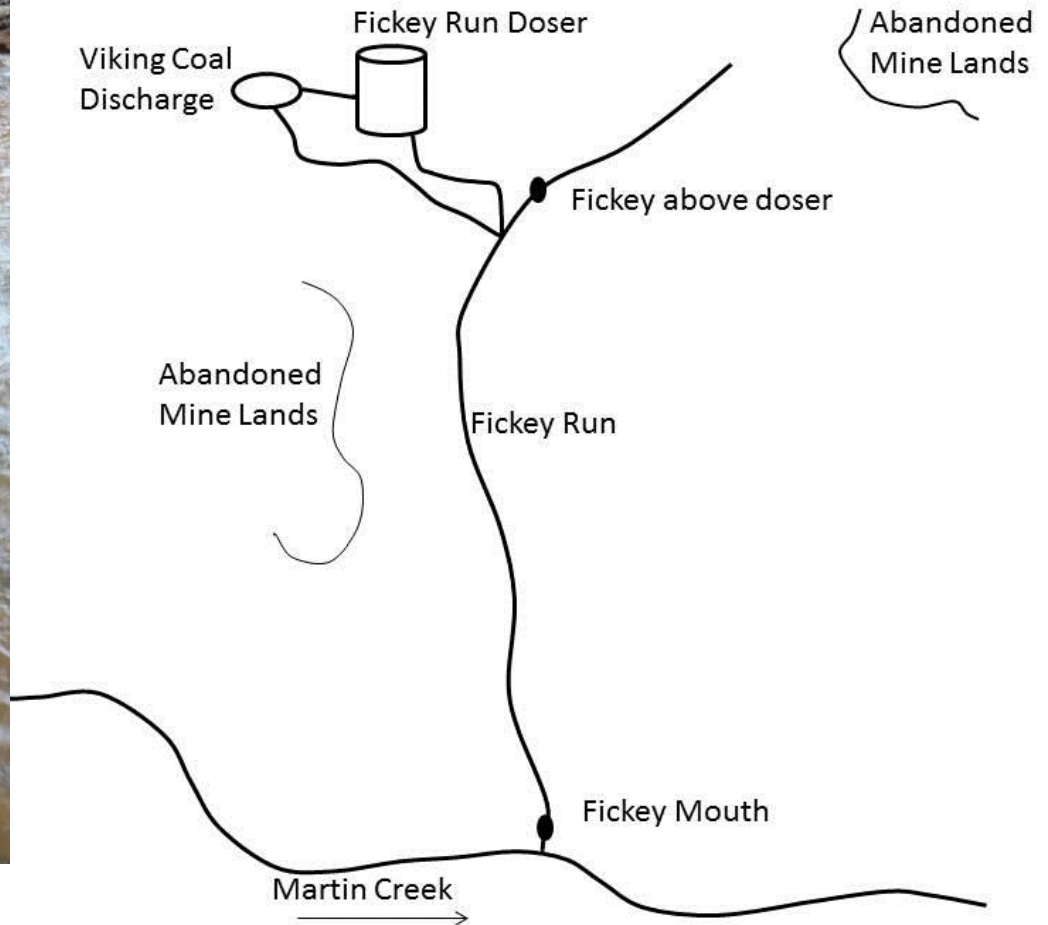 Fickey Run Doser
Viking Coal
Discharge
Abandoned
Mine Lands
Fickey above doser
Abandoned
Mine Lands
Fickey Run
Fickey Mouth
Martin Creek